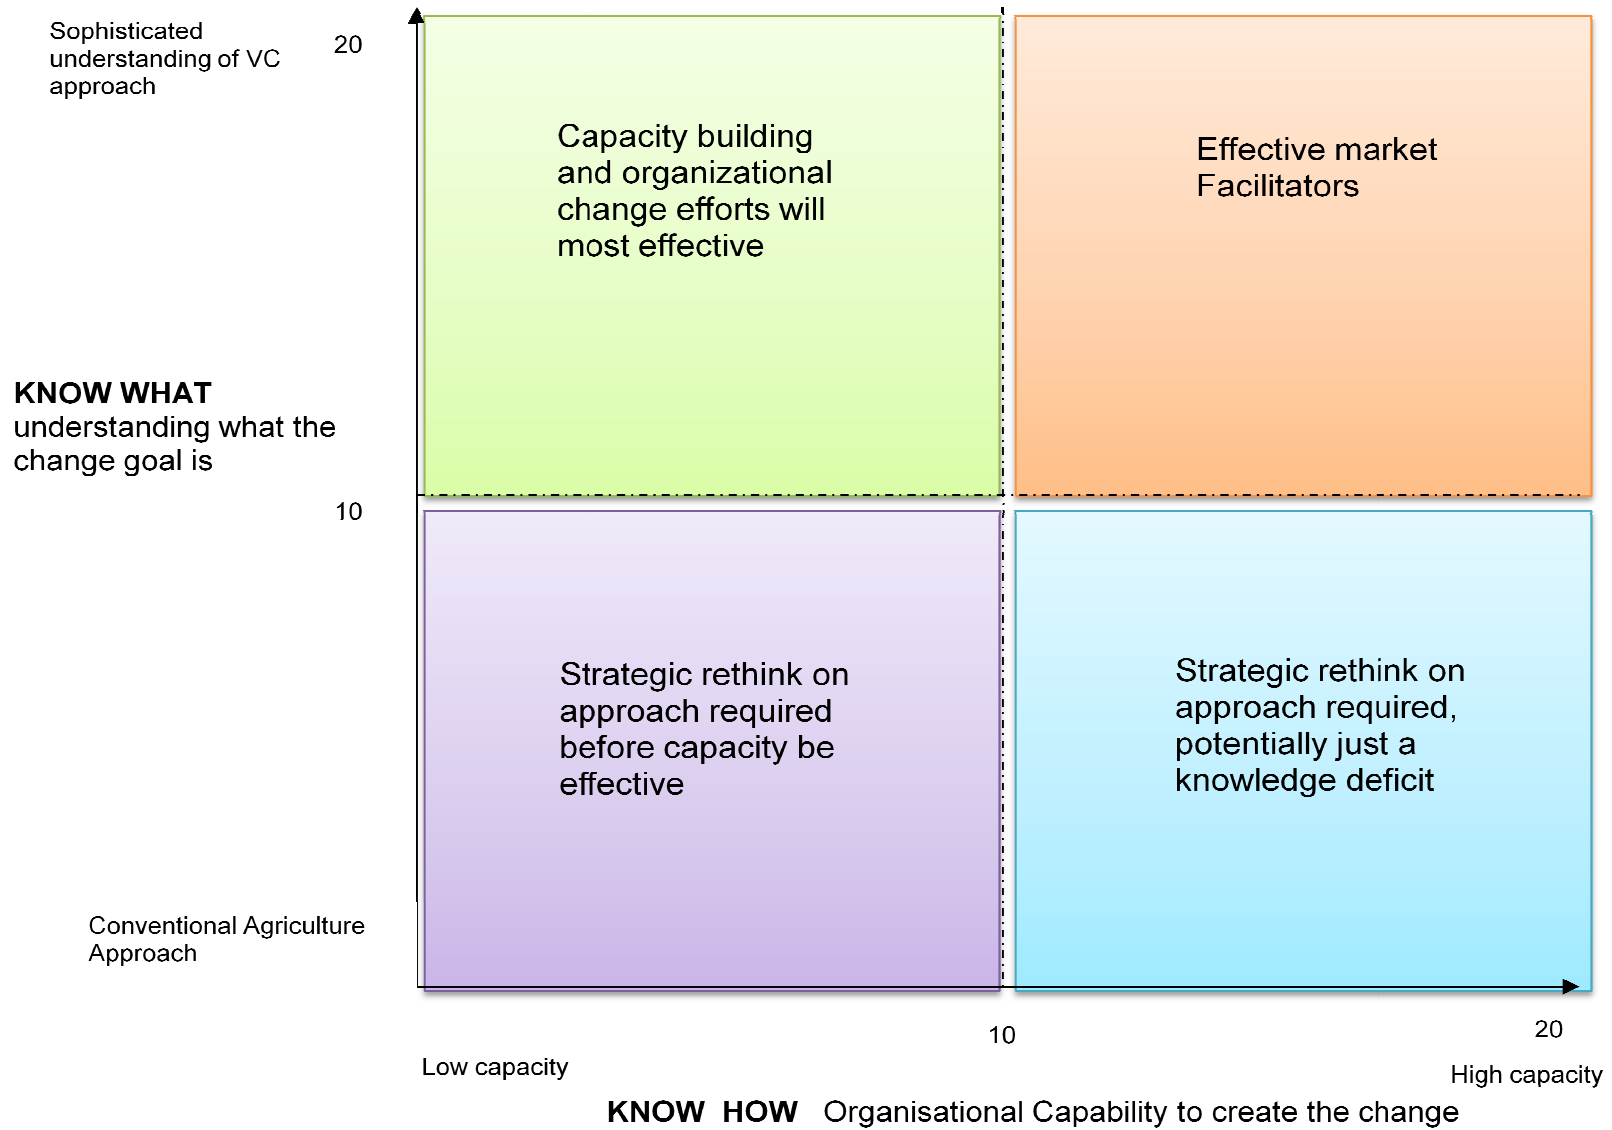 Sophisticated
understanding of VC
approach
20
Capacity building
and organizational
change efforts will
most effective
Effective market
Facilitators
KNOW WHAT
understanding what the
change goal is
10
Strategic rethink on
approach required
before capacity be
effective
Strategic rethink on
approach required,
potentially just a
knowledge deficit
Conventional Agriculture
Approach
10
20
Low capacity
High capacity
KNOW HOW Organisational Capability to create the change